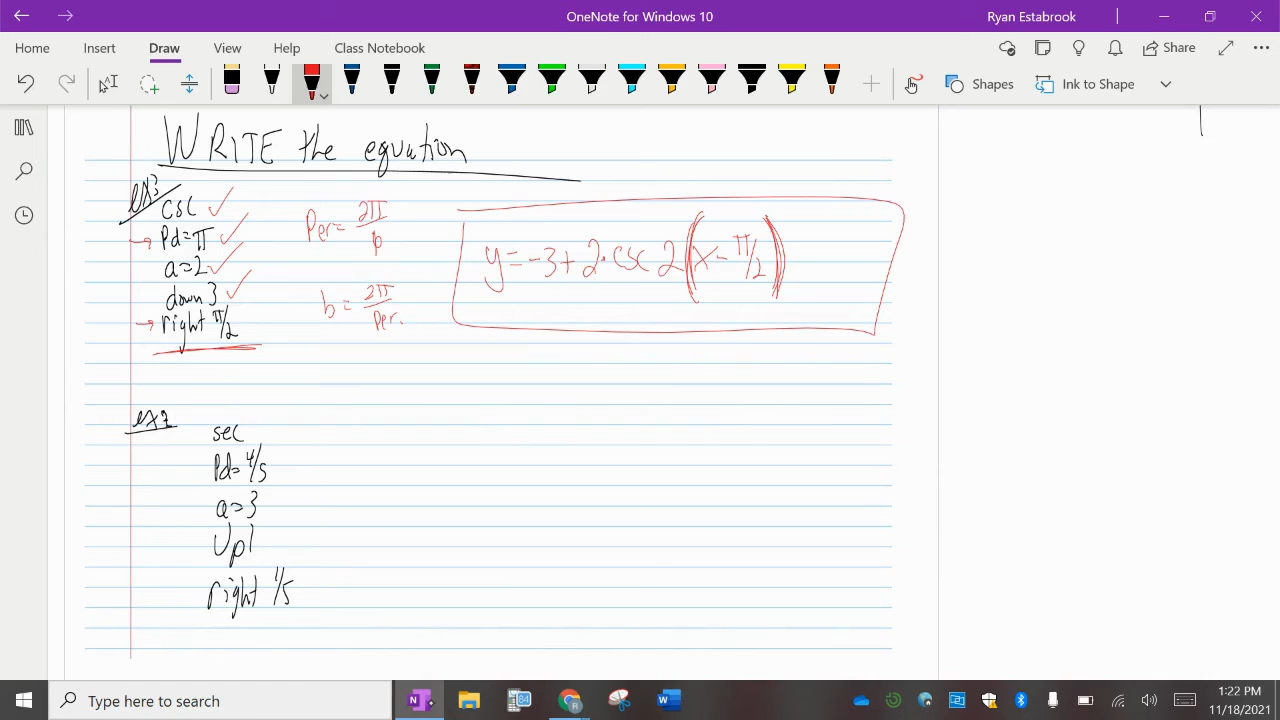 OneNote for Windows 10
Ryan Estabrook
Home Insert Draw View Help Class Notebook
Share
Shapes
Ink to Shape
WRITE the equation
csc
Pd=π
a=2
down 3
right π/2
Per= 2π/b
b = 2π/Per.
y = -3 + 2·csc 2(x - π/2)
sec
Pd= 4/5
a=3
Up 1
right 1/5
Type here to search
1:22 PM
11/18/2021